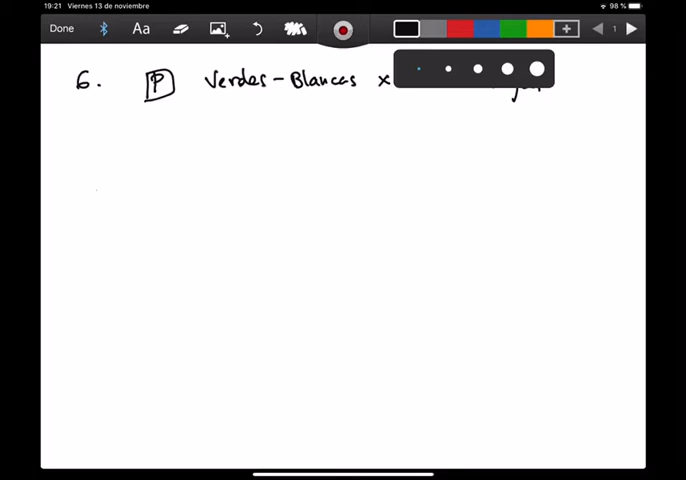 19:21 Viernes 13 de noviembre 98 %
Done Aa 1
6. P Verdes - Blancas x